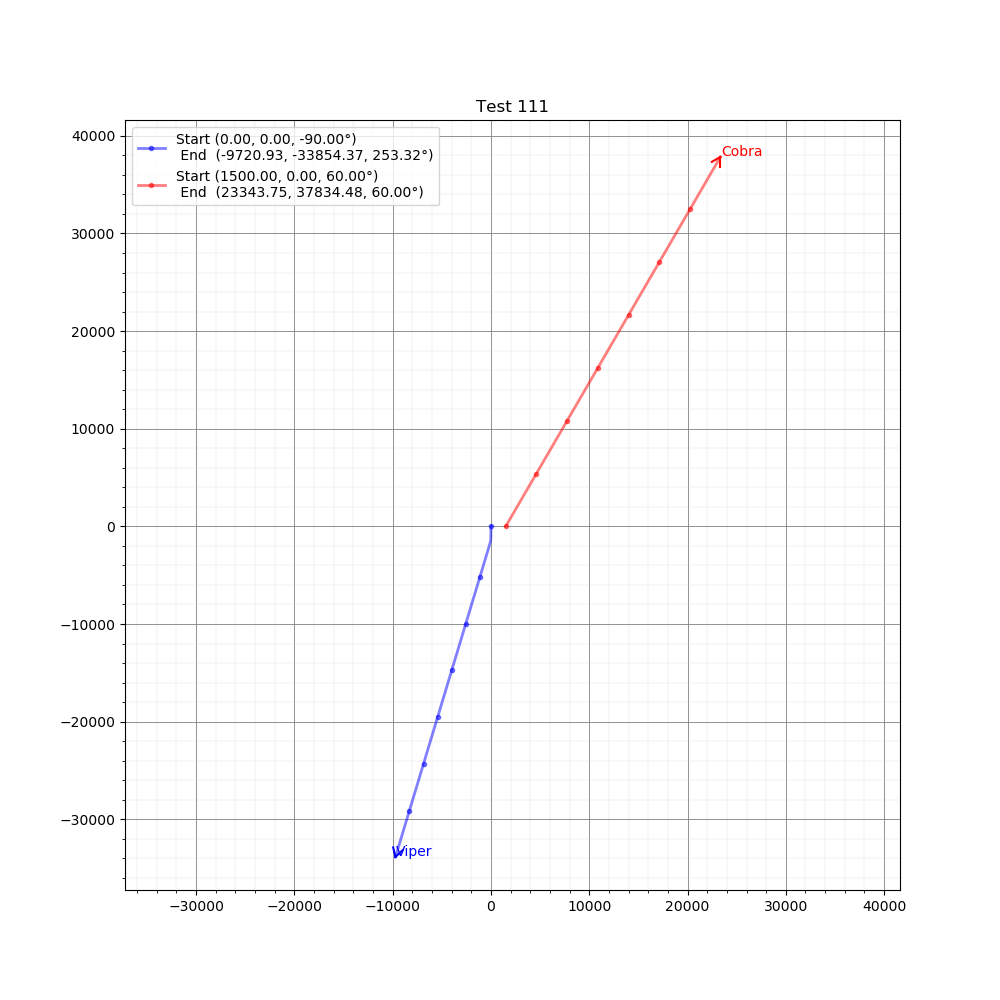 Test 111
Start (0.00, 0.00, -90.00°)
End (-9720.93, -33854.37, 253.32°)
Start (1500.00, 0.00, 60.00°)
End (23343.75, 37834.48, 60.00°)
Cobra
40000
30000
20000
10000
0
−10000
−20000
−30000
Viper
−30000
−20000
−10000
0
10000
20000
30000
40000